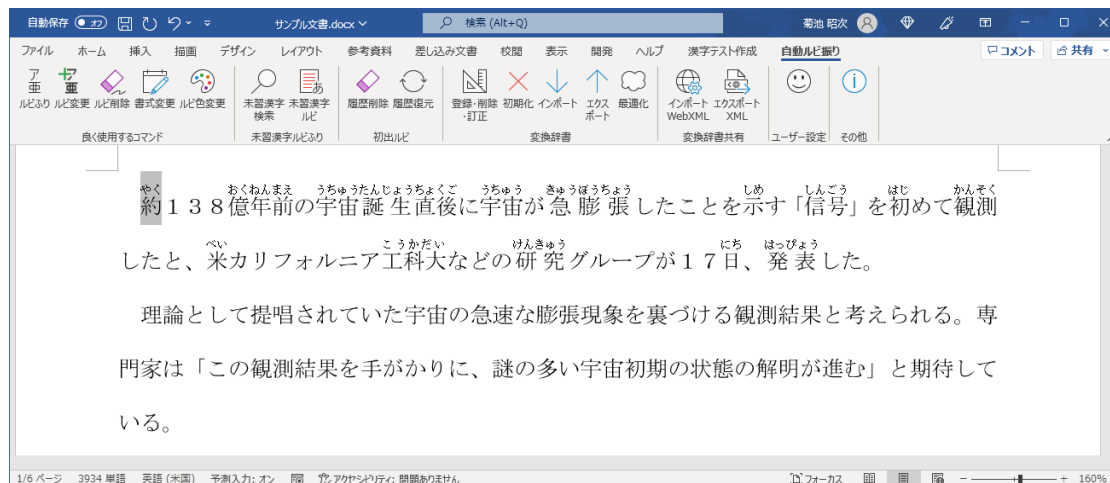 自動保存 オフ サンプル文書.docx 検索 (Alt+Q) 菊池 昭次
ファイル ホーム 挿入 描画 デザイン レイアウト 参考資料 差し込み文書 校閲 表示 開発 ヘルプ 漢字テスト作成 自動ルビ振り コメント 共有
ア亜 ア亜 あ
ルビふり ルビ変更 ルビ削除 書式変更 ルビ色変更 未習漢字検索 未習漢字ルビ 履歴削除 履歴復元 登録・削除・訂正 初期化 インポート エクスポート 最適化 インポートWebXML エクスポートXML
良く使用するコマンド 未習漢字ルビふり 初出ルビ 変換辞書 変換辞書共有 ユーザー設定 その他
やく おくねんまえ うちゅうたんじょうちょくご うちゅう きゅうぼうちょう しめ しんごう はじ かんそく
約138億年前の宇宙誕生直後に宇宙が急膨張したことを示す「信号」を初めて観測
べい こうかだい けんきゅう にち はっぴょう
したと、米カリフォルニア工科大などの研究グループが17日、発表した。
理論として提唱されていた宇宙の急速な膨張現象を裏づける観測結果と考えられる。専
門家は「この観測結果を手がかりに、謎の多い宇宙初期の状態の解明が進む」と期待して
いる。
1/6 ページ 3934 単語 英語 (米国) 予測入力: オン アクセシビリティ: 問題ありません フォーカス 160%